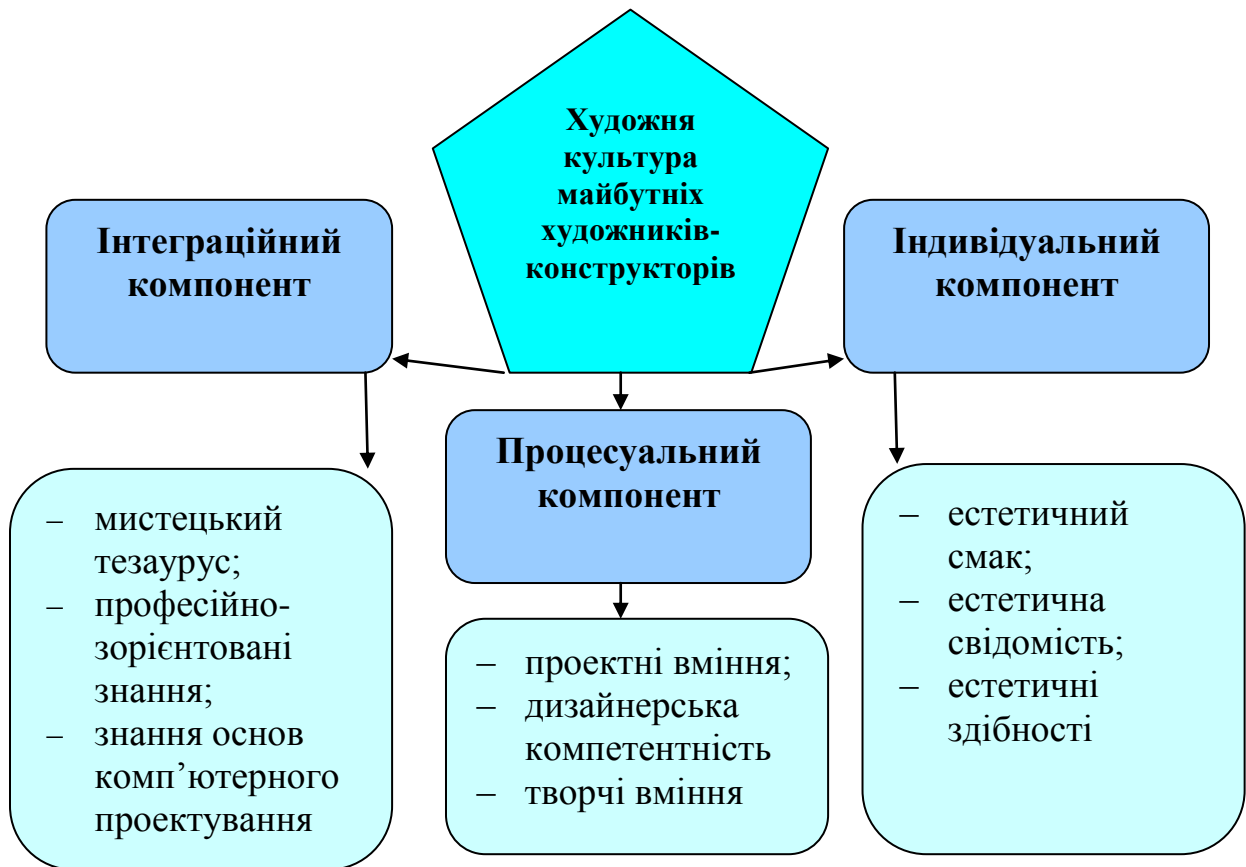 Художня
культура
майбутніх
художників-
конструкторів
Інтеграційний
компонент
Індивідуальний
компонент
Процесуальний
компонент
– мистецький
тезаурус;
– професійно-
зорієнтовані
знання;
– знання основ
комп’ютерного
проектування
– проектні вміння;
– дизайнерська
компетентність
– творчі вміння
– естетичний
смак;
– естетична
свідомість;
– естетичні
здібності